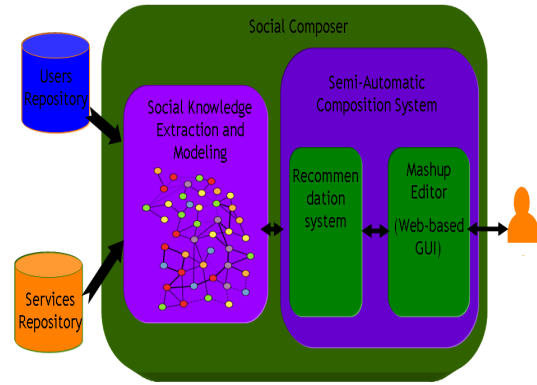 Social Composer
Users
Repository
Social Knowledge
Extraction and
Modeling
Semi-Automatic
Composition System
Recommen
dation
system
Mashup
Editor
(Web-based
GUI)
Services
Repository